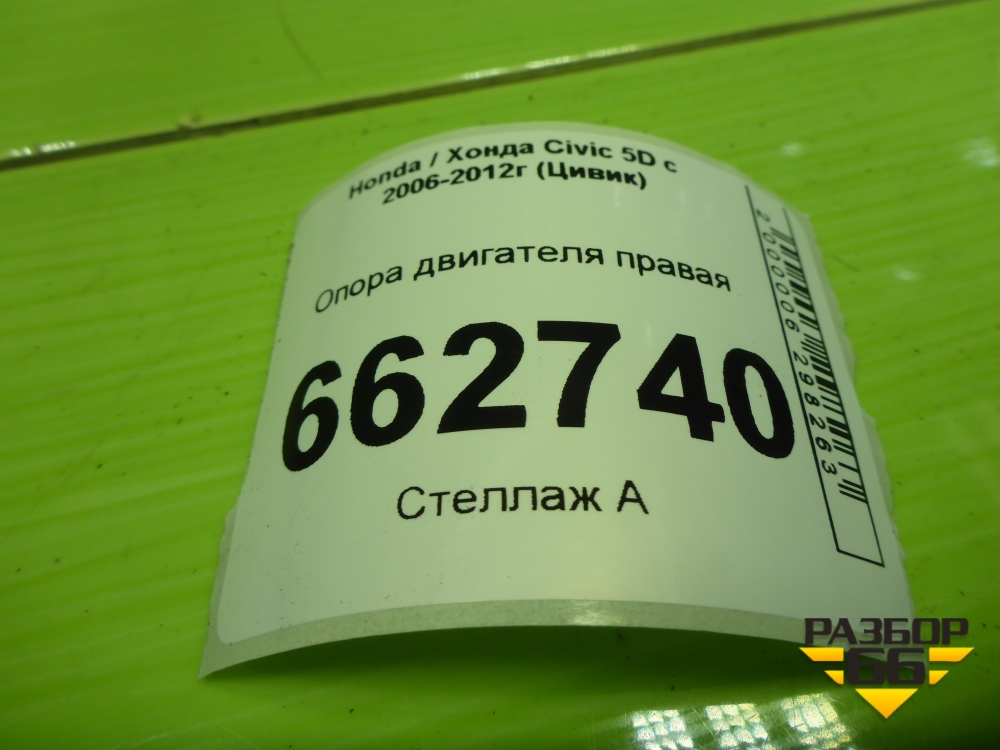 Honda / Хонда Civic 5D с
2006-2012г (Цивик)
Опора двигателя правая
662740
Стеллаж А
2000006298263
РАЗБОР
66